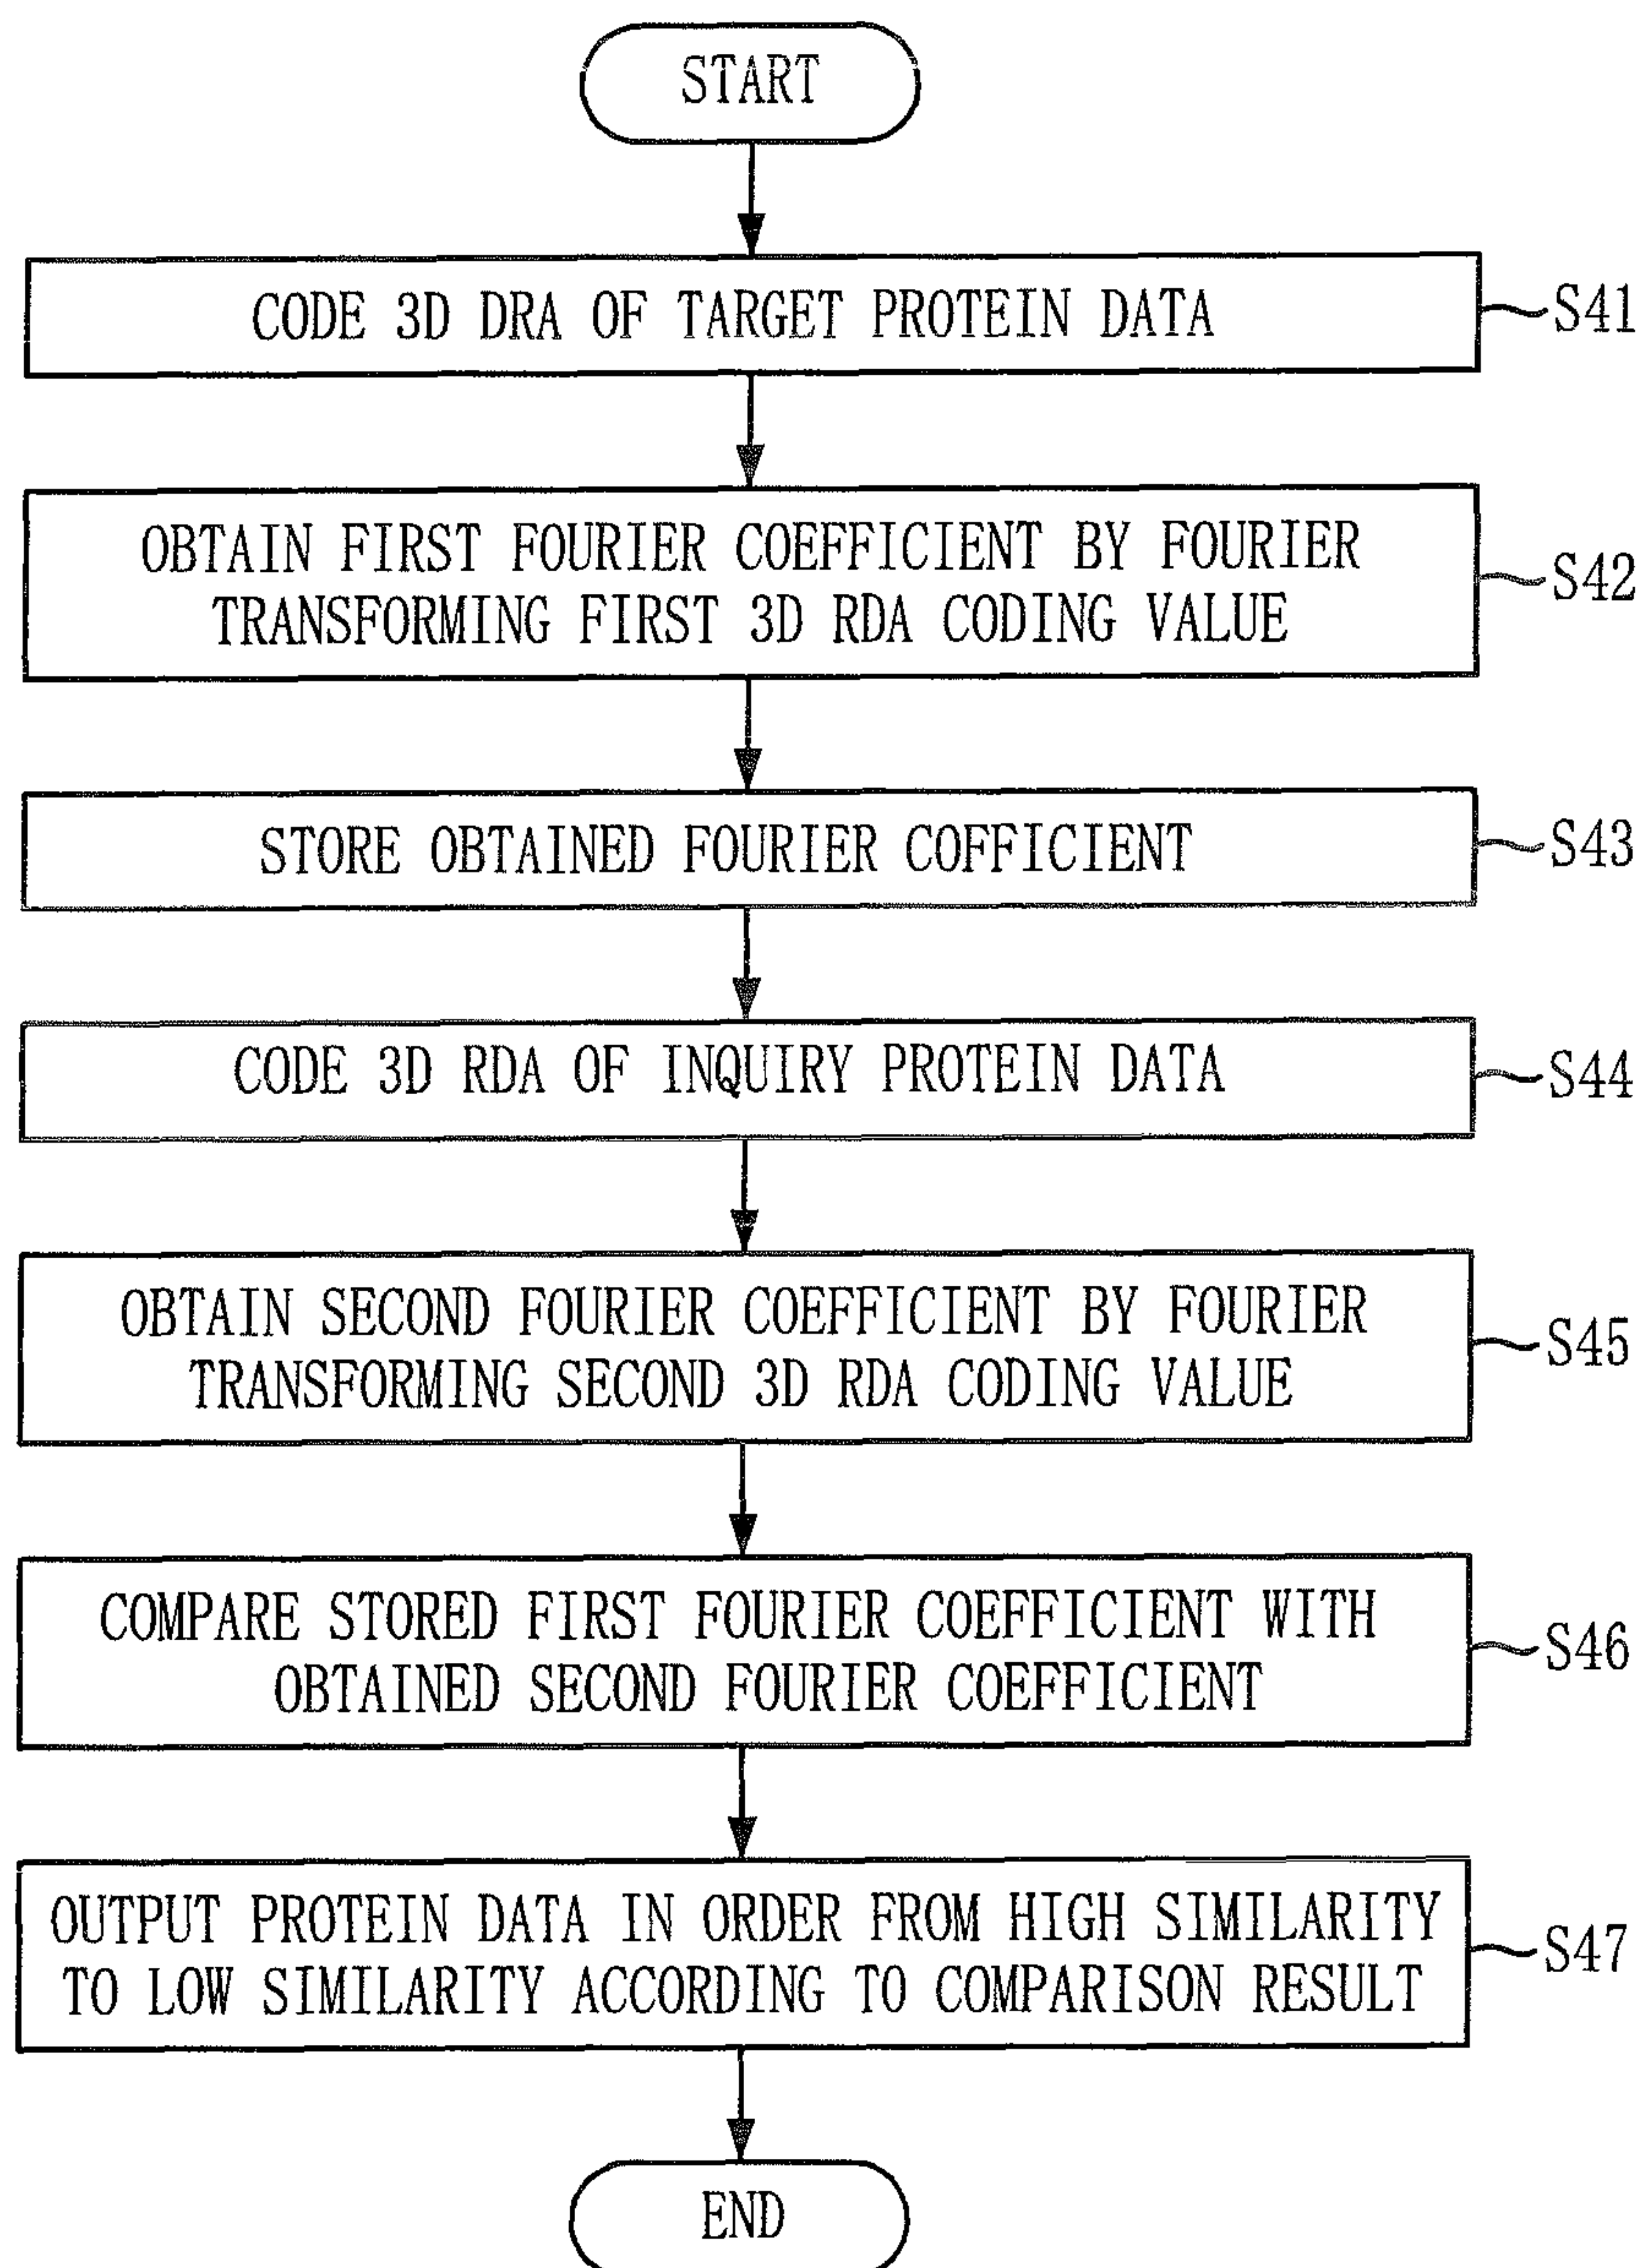 START
CODE 3D DRA OF TARGET PROTEIN DATA
S41
OBTAIN FIRST FOURIER COEFFICIENT BY FOURIER
TRANSFORMING FIRST 3D RDA CODING VALUE
S42
STORE OBTAINED FOURIER COFFICIENT
S43
CODE 3D RDA OF INQUIRY PROTEIN DATA
S44
OBTAIN SECOND FOURIER COEFFICIENT BY FOURIER
TRANSFORMING SECOND 3D RDA CODING VALUE
S45
COMPARE STORED FIRST FOURIER COEFFICIENT WITH
OBTAINED SECOND FOURIER COEFFICIENT
S46
OUTPUT PROTEIN DATA IN ORDER FROM HIGH SIMILARITY
TO LOW SIMILARITY ACCORDING TO COMPARISON RESULT
S47
END